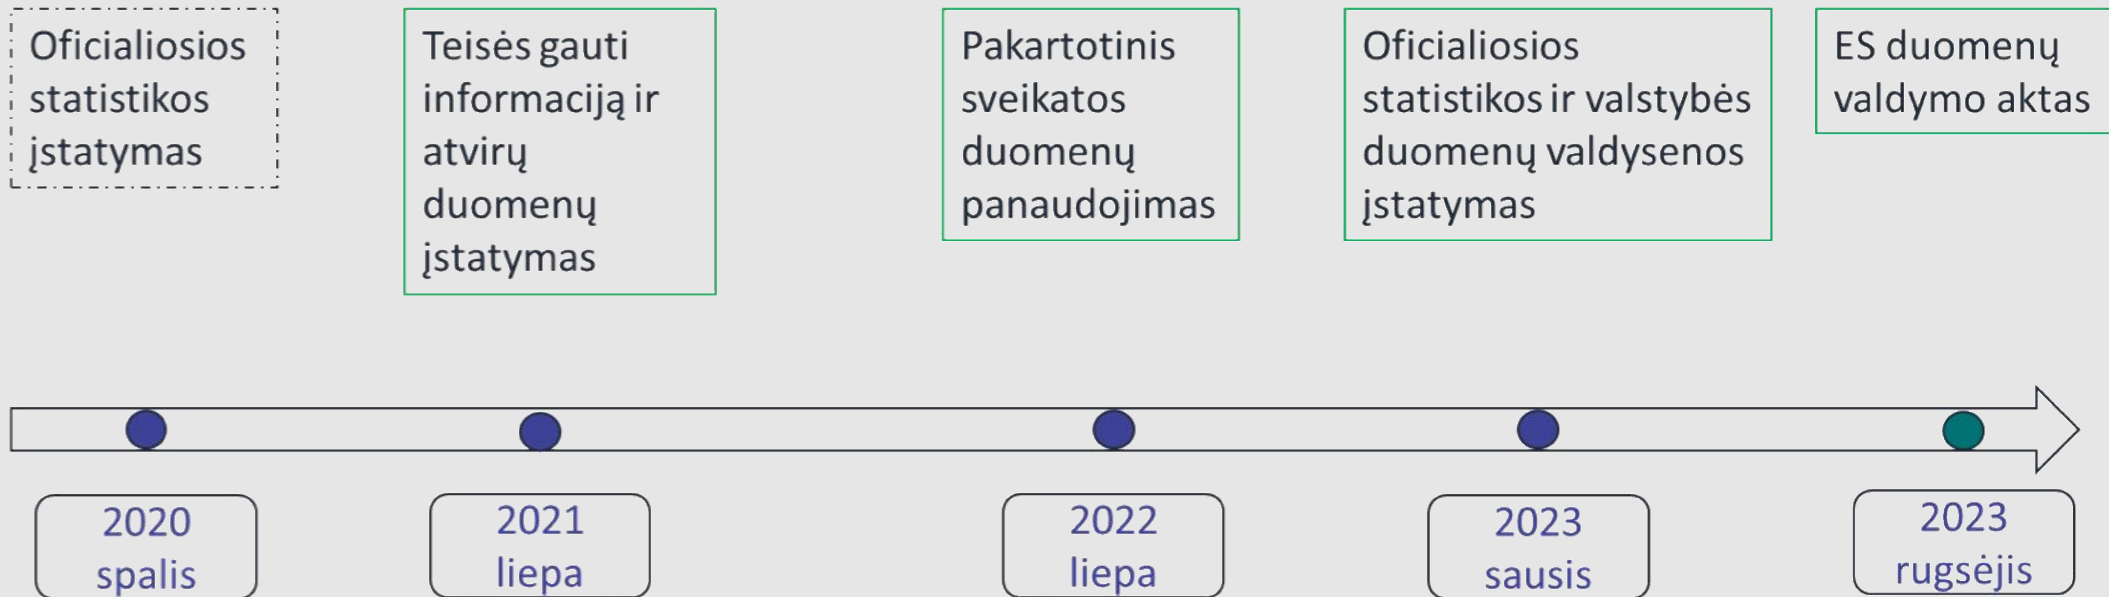 Oficialiosios
statistikos
įstatymas
Teisės gauti
informaciją ir
atvirų
duomenų
įstatymas
Pakartotinis
sveikatos
duomenų
panaudojimas
Oficialiosios
statistikos ir valstybės
duomenų valdysenos
įstatymas
ES duomenų
valdymo aktas
2020
spalis
2021
liepa
2022
liepa
2023
sausis
2023
rugsėjis